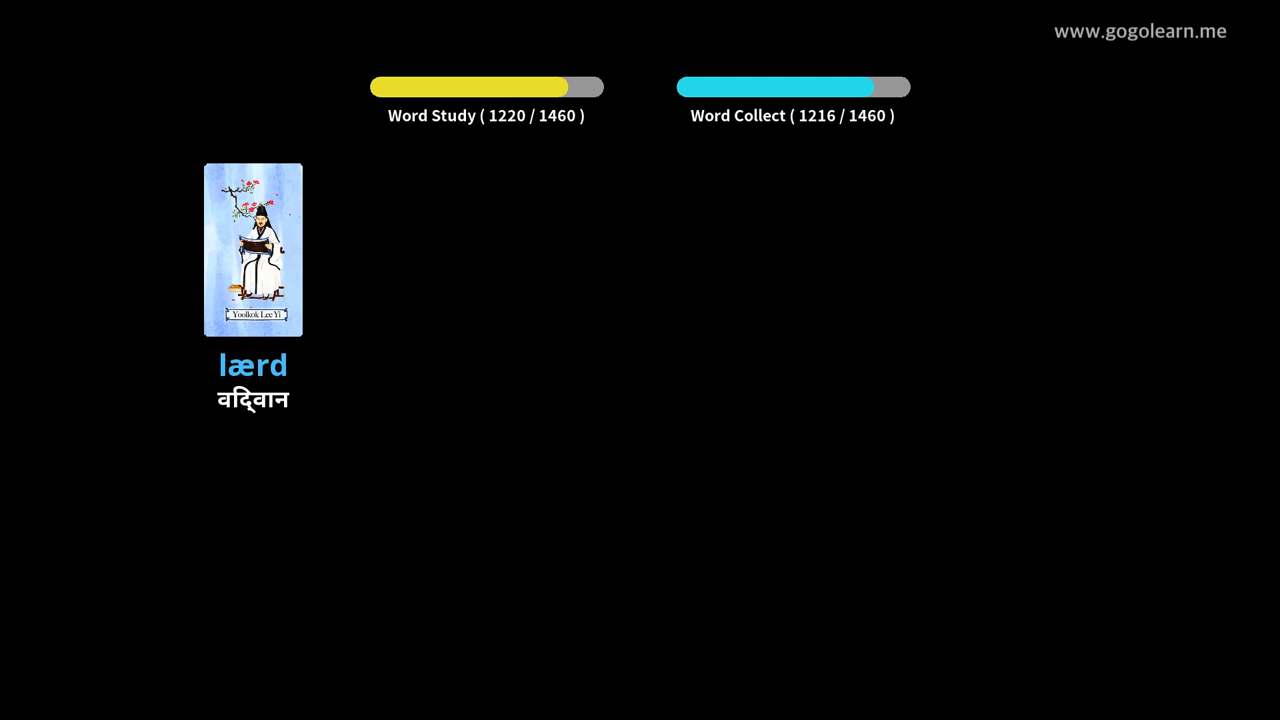 www.gogolearn.me
Word Study ( 1220 / 1460 )
Word Collect ( 1216 / 1460 )
Yoolkok Lee Yi
lærd
विद्वान